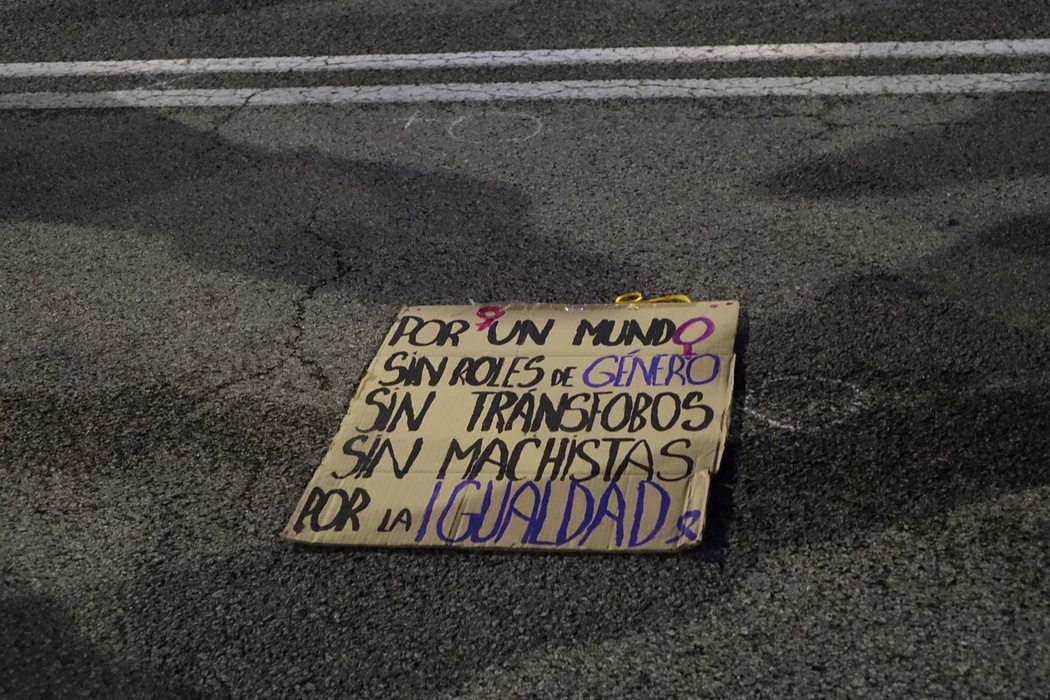 POR UN MUNDO
SIN ROLES DE GÉNERO
SIN TRÁNSFOBOS
SIN MACHISTAS
POR LA IGUALDAD